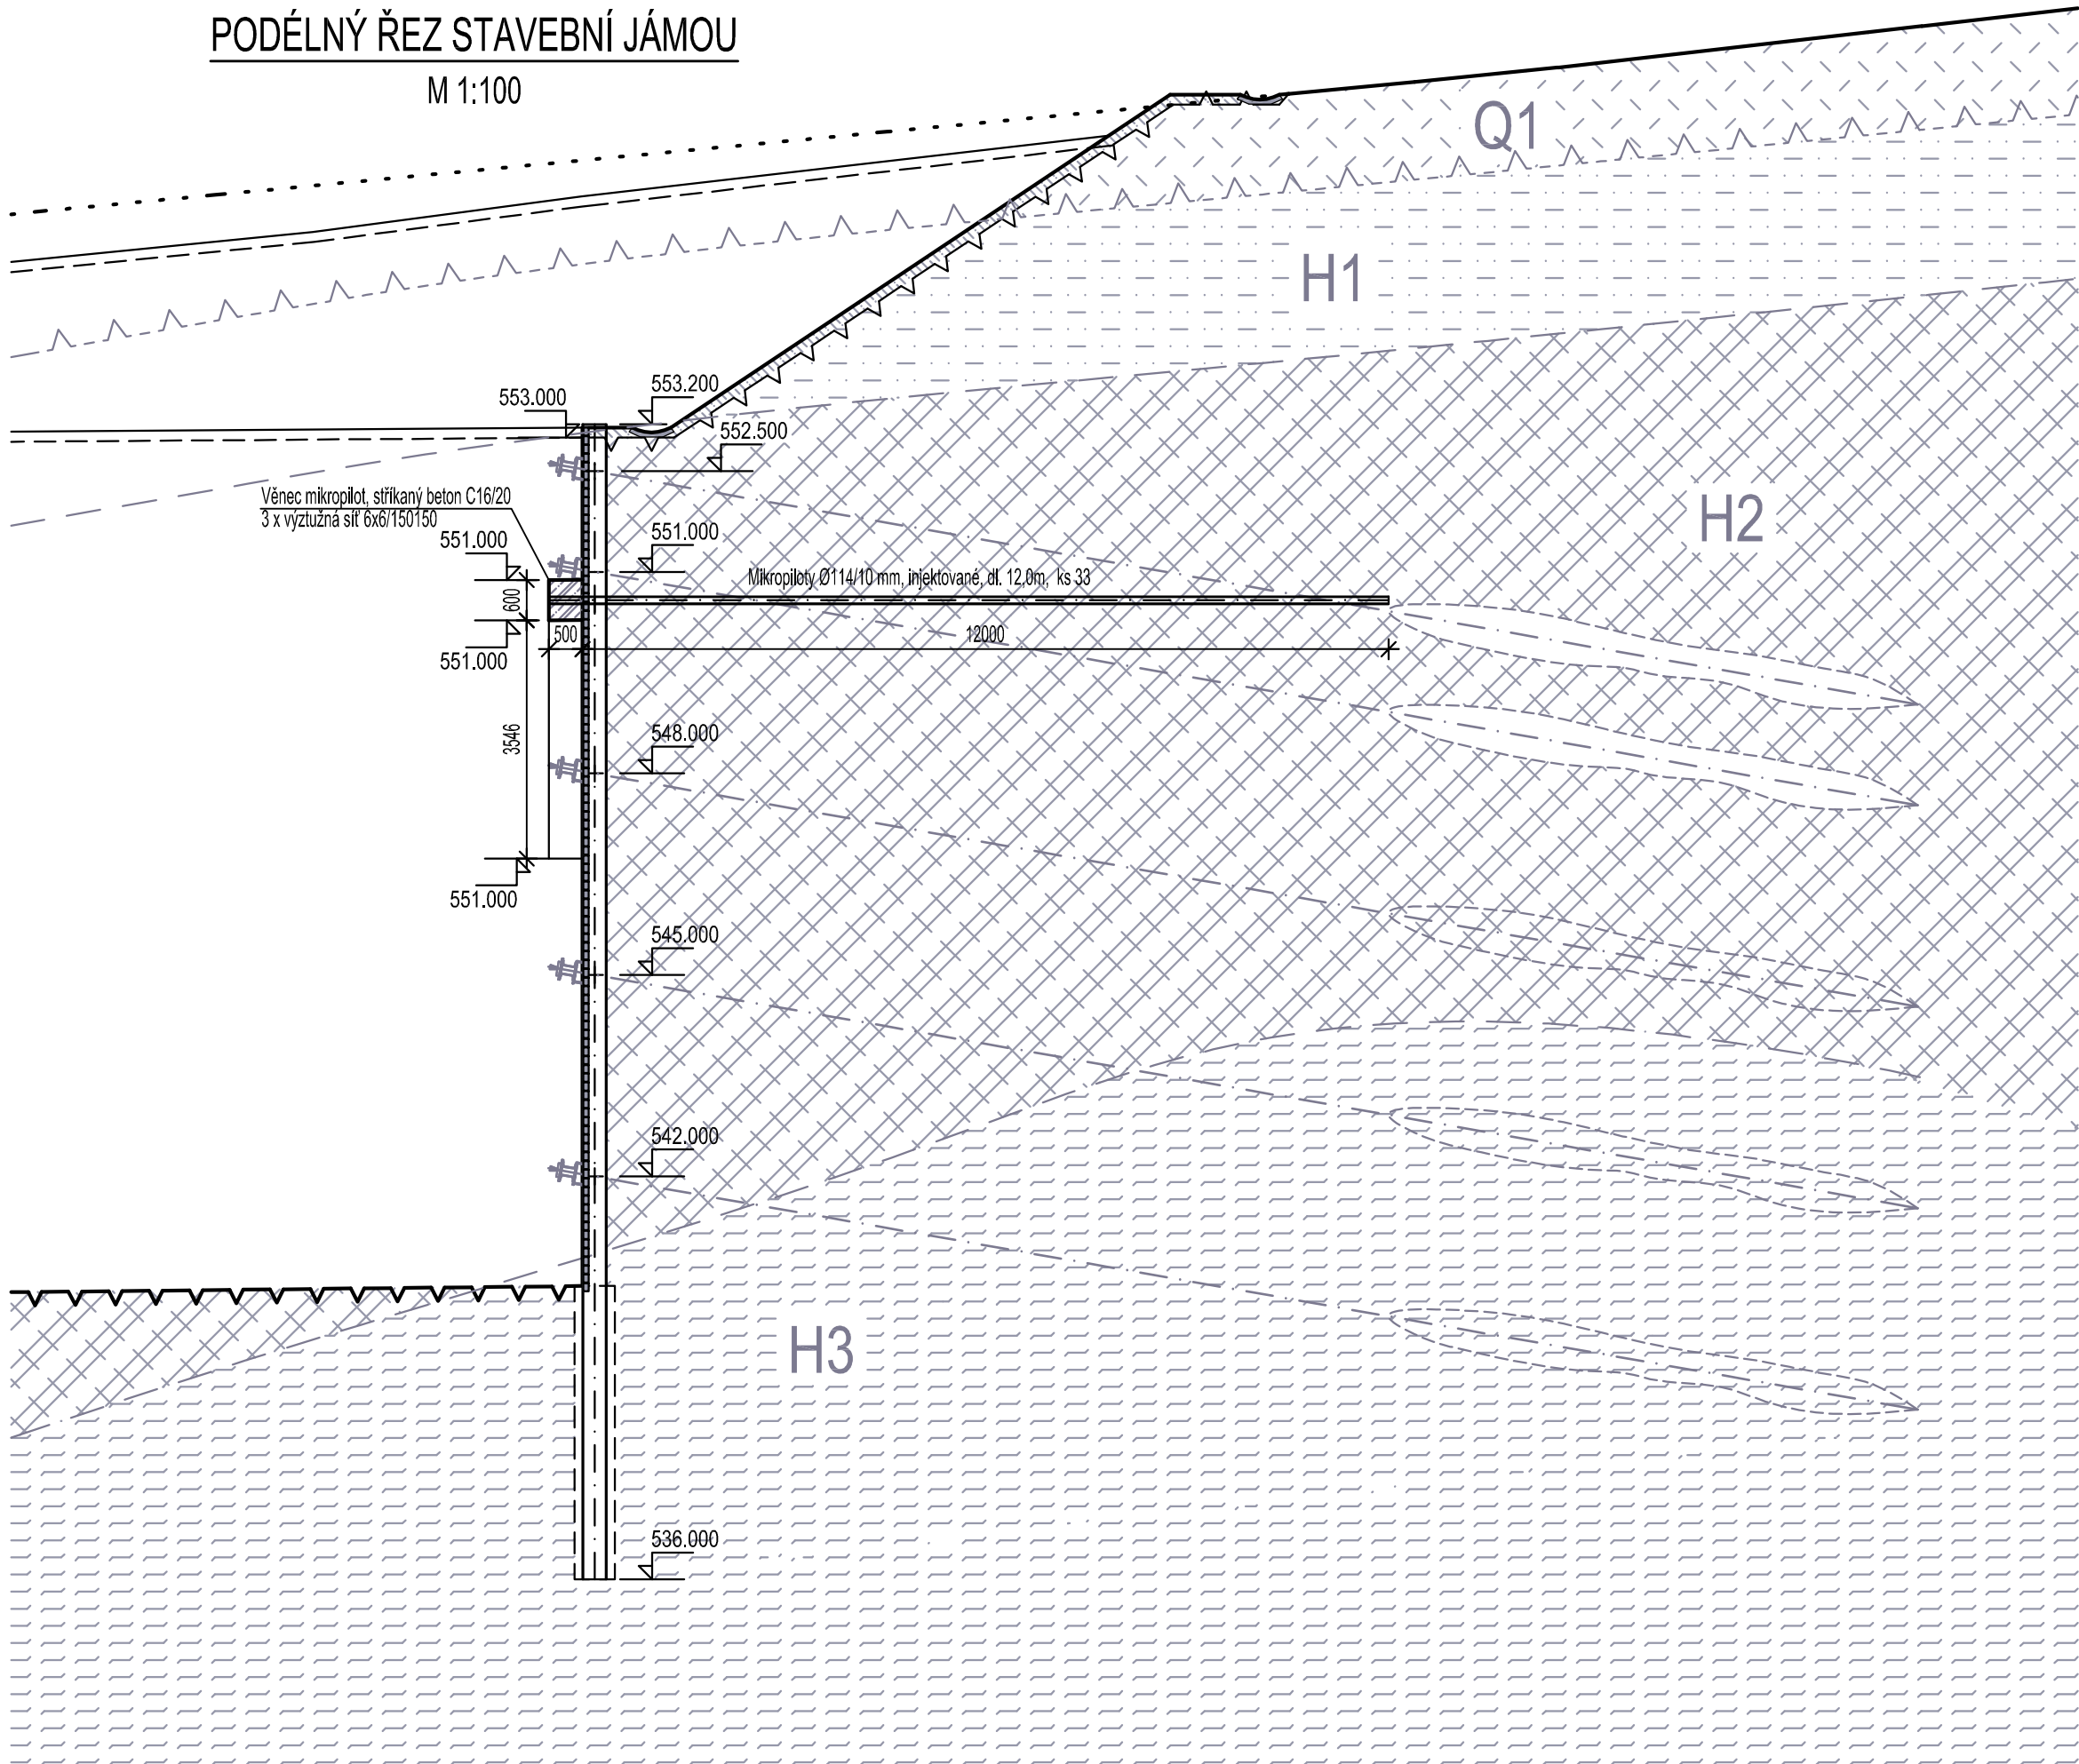 PODÉLNÝ ŘEZ STAVEBNÍ JÁMOU
M 1:100
Q1
H1
553.000
553.200
552.500
Věnec mikropilot, stříkaný beton C16/20
3 x výztužná síť 6x6/150150
H2
551.000
551.000
Mikropiloty Ø114/10 mm, injektované, dl. 12,0m, ks 33
600
500
12000
551.000
3546
548.000
551.000
545.000
542.000
H3
536.000